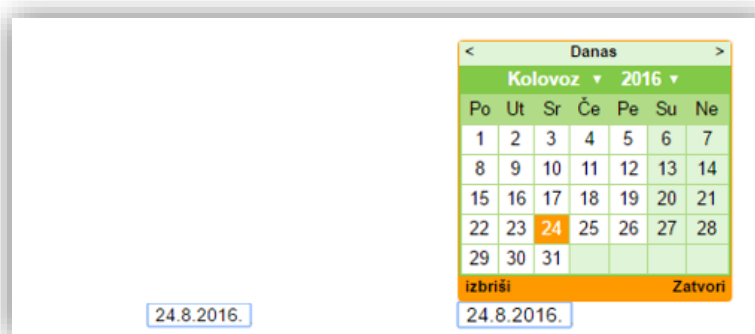 < Danas >
Kolovoz ▼ 2016 ▼
Po Ut Sr Če Pe Su Ne
1 2 3 4 5 6 7
8 9 10 11 12 13 14
15 16 17 18 19 20 21
22 23 24 25 26 27 28
29 30 31
izbriši Zatvori
24.8.2016. 24.8.2016.